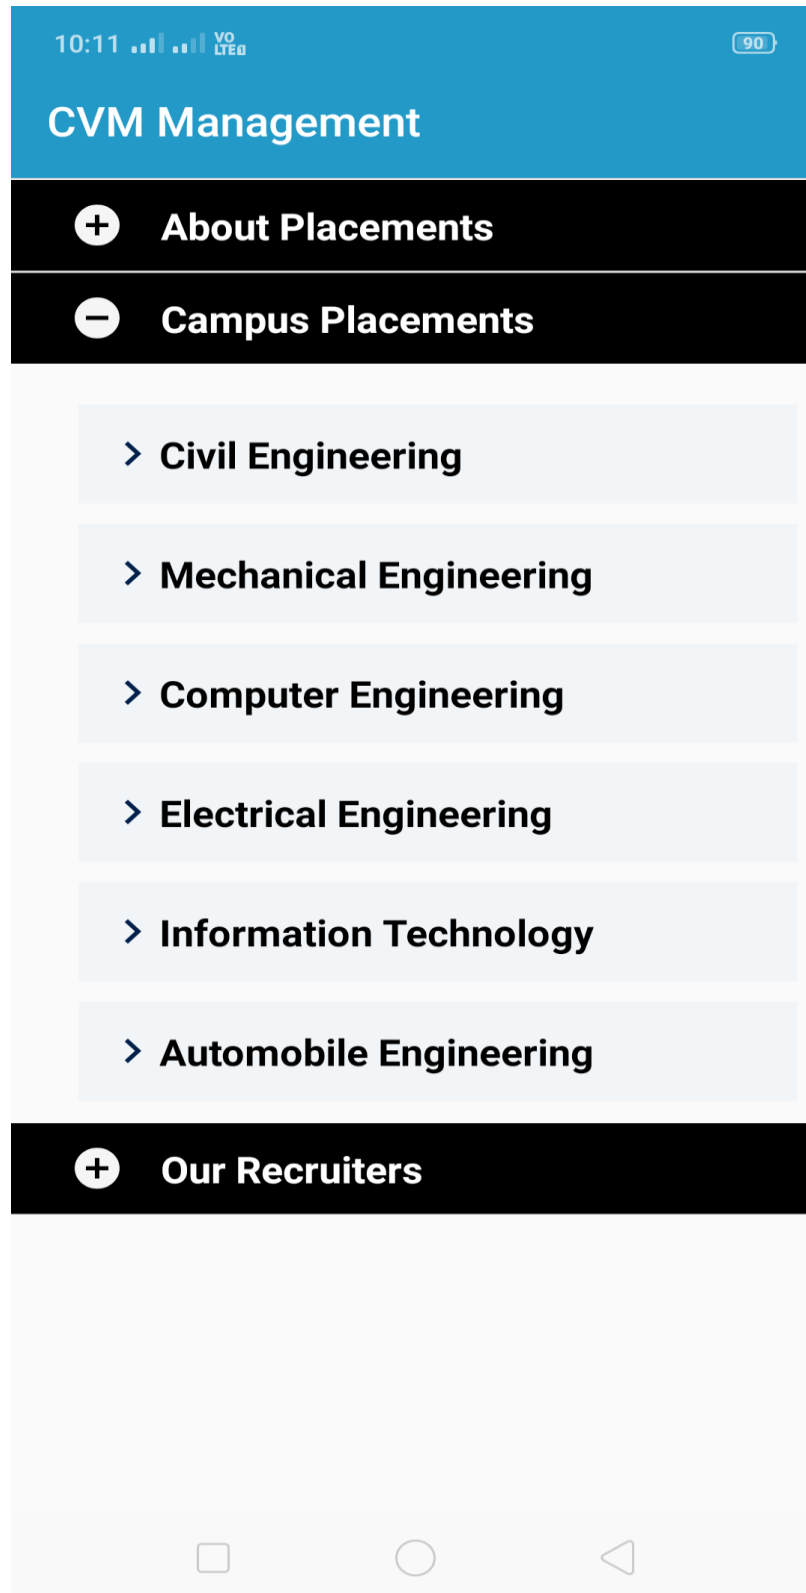 10:11 VO LTE1 90
CVM Management
About Placements
Campus Placements
Civil Engineering
Mechanical Engineering
Computer Engineering
Electrical Engineering
Information Technology
Automobile Engineering
Our Recruiters